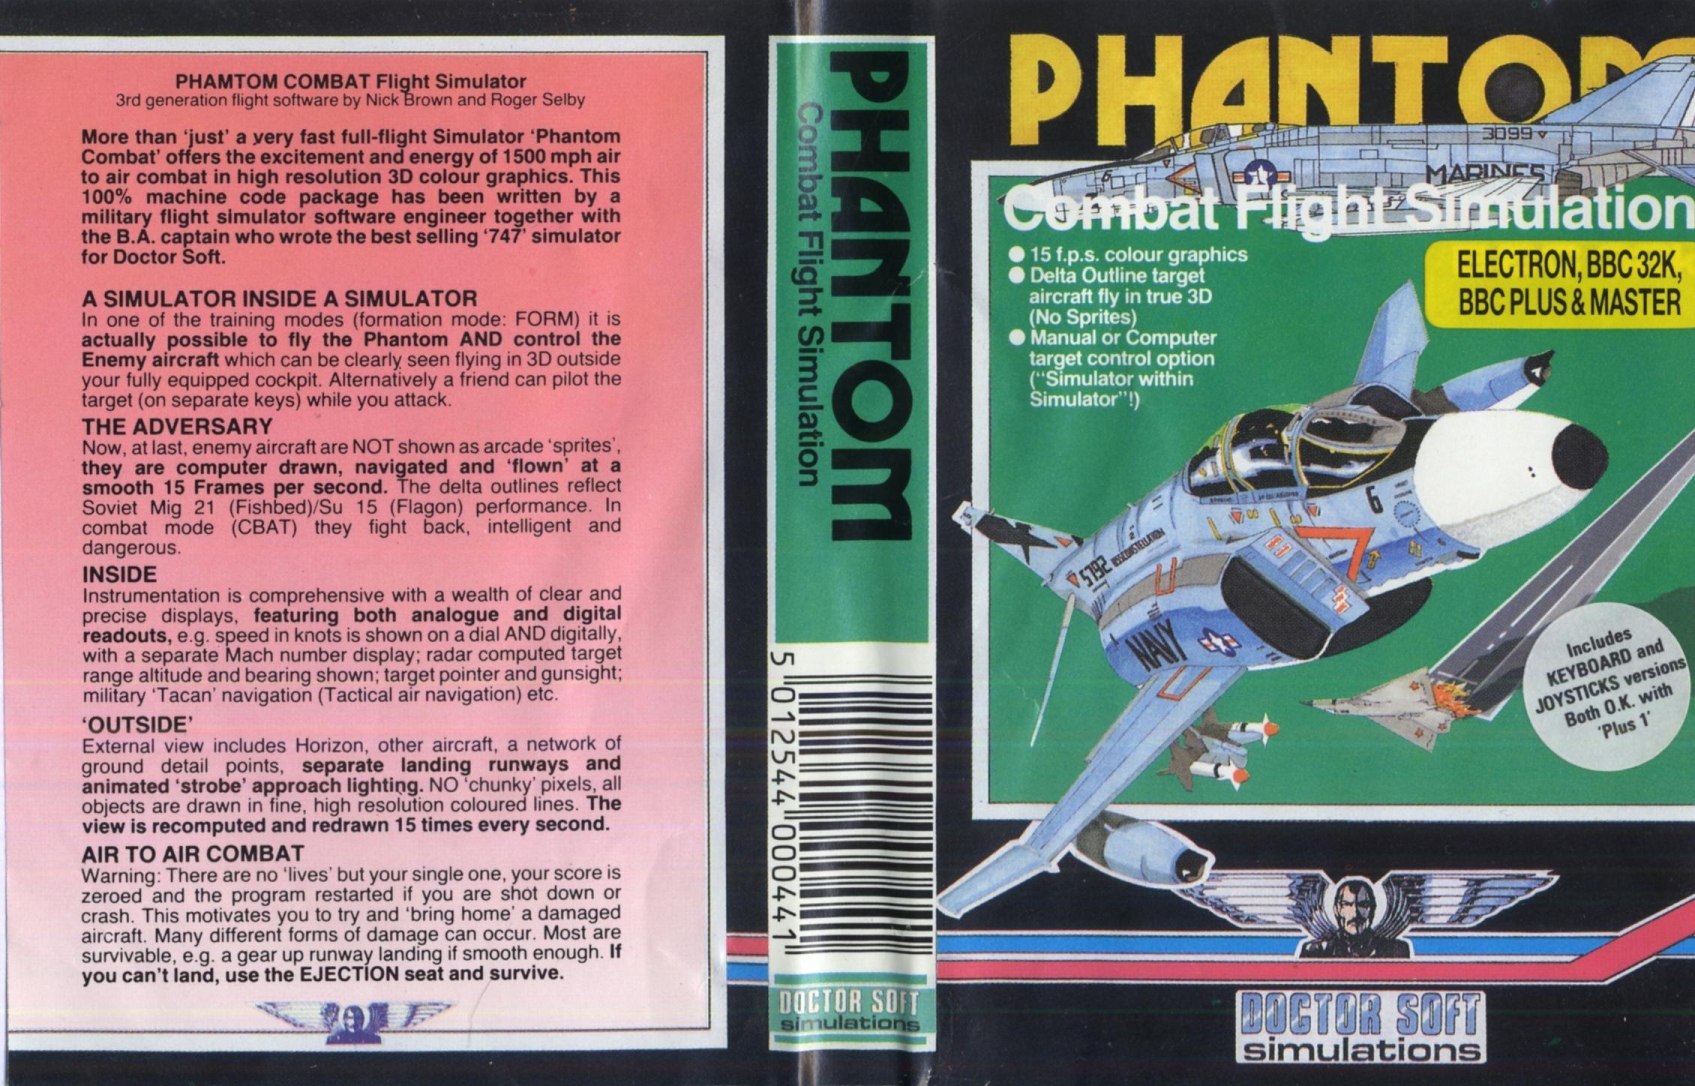 PHAMTOM COMBAT Flight Simulator
3rd generation flight software by Nick Brown and Roger Selby
More than ‘just’ a very fast full-flight Simulator ‘Phantom
Combat’ offers the excitement and energy of 1500 mph air
to air combat in high resolution 3D colour graphics. This
100% machine code package has been written by a
military flight simulator software engineer together with
the B.A. captain who wrote the best selling ‘747’ simulator
for Doctor Soft.
A SIMULATOR INSIDE A SIMULATOR
In one of the training modes (formation mode: FORM) it is
actually possible to fly the Phantom AND control the
Enemy aircraft which can be clearly seen flying in 3D outside
your fully equipped cockpit. Alternatively a friend can pilot the
target (on separate keys) while you attack.
THE ADVERSARY
Now, at last, enemy aircraft are NOT shown as arcade ‘sprites’,
they are computer drawn, navigated and ‘flown’ at a
smooth 15 Frames per second. The delta outlines reflect
Soviet Mig 21 (Fishbed)/Su 15 (Flagon) performance. In
combat mode (CBAT) they fight back, intelligent and
dangerous.
INSIDE
Instrumentation is comprehensive with a wealth of clear and
precise displays, featuring both analogue and digital
readouts, e.g. speed in knots is shown on a dial AND digitally,
with a separate Mach number display; radar computed target
range altitude and bearing shown; target pointer and gunsight;
military ‘Tacan’ navigation (Tactical air navigation) etc.
‘OUTSIDE’
External view includes Horizon, other aircraft, a network of
ground detail points, separate landing runways and
animated ‘strobe’ approach lighting. NO ‘chunky’ pixels, all
objects are drawn in fine, high resolution coloured lines. The
view is recomputed and redrawn 15 times every second.
AIR TO AIR COMBAT
Warning: There are no ‘lives’ but your single one, your score is
zeroed and the program restarted if you are shot down or
crash. This motivates you to try and ‘bring home’ a damaged
aircraft. Many different forms of damage can occur. Most are
survivable, e.g. a gear up runway landing if smooth enough. If
you can't land, use the EJECTION seat and survive.
PHANTOM
Combat Flight Simulation
5 012544 000441
DOCTOR SOFT
simulations
PHANTOM
3099
MARINES
6
Combat Flight Simulation
● 15 f.p.s. colour graphics
● Delta Outline target
aircraft fly in true 3D
(No Sprites)
● Manual or Computer
target control option
(“Simulator within
Simulator”!)
ELECTRON, BBC 32K,
BBC PLUS & MASTER
6
5792
USS CONSTELLATION
NAVY
Includes
KEYBOARD and
JOYSTICKS versions
Both O.K. with
‘Plus 1’
DOCTOR SOFT
simulations